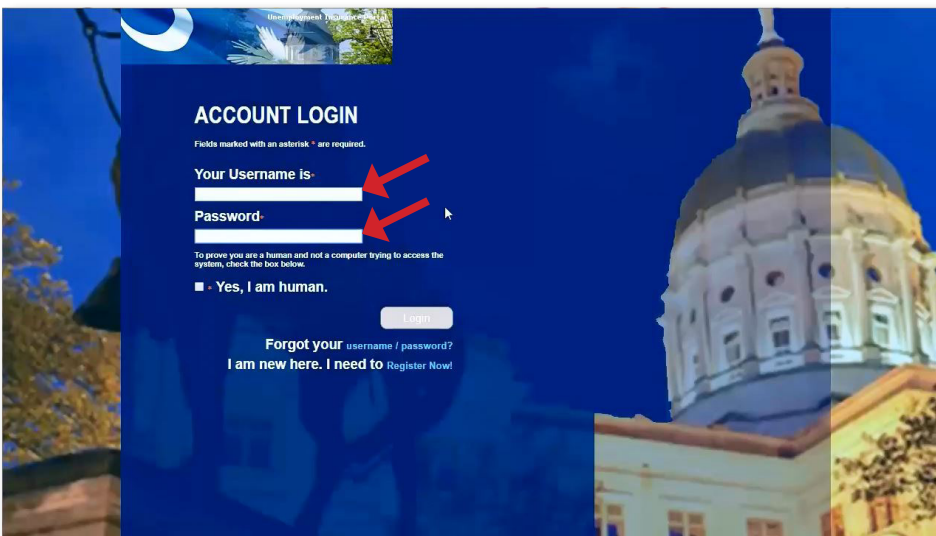 Unemployment Insurance Portal
ACCOUNT LOGIN
Fields marked with an asterisk * are required.
Your Username is*
Password*
To prove you are a human and not a computer trying to access the
system, check the box below.
* Yes, I am human.
Login
Forgot your username / password?
I am new here. I need to Register Now!